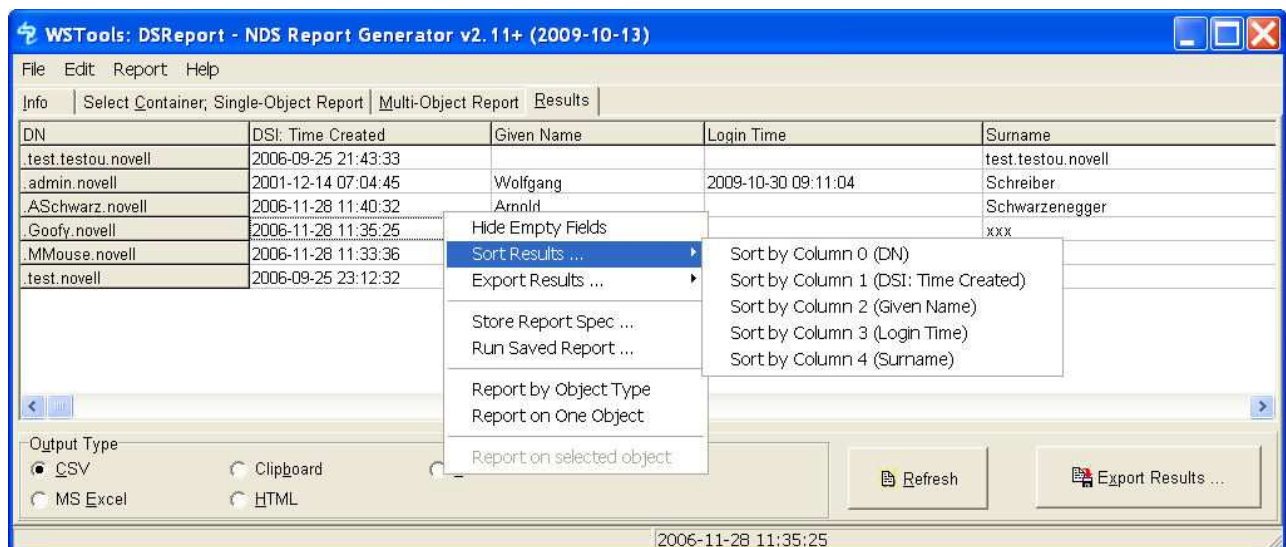 WSTools: DSReport - NDS Report Generator v2.11+ (2009-10-13)
File Edit Report Help
Info Select Container; Single-Object Report Multi-Object Report Results
DN DSI: Time Created Given Name Login Time Surname
.test.testou.novell 2006-09-25 21:43:33 test.testou.novell
.admin.novell 2001-12-14 07:04:45 Wolfgang 2009-10-30 09:11:04 Schreiber
.ASchwarz.novell 2006-11-28 11:40:32 Arnold Schwarzenegger
.Goofy.novell 2006-11-28 11:35:25 xxx
.MMouse.novell 2006-11-28 11:33:36
.test.novell 2006-09-25 23:12:32
Hide Empty Fields
Sort Results ...
Export Results ...
Store Report Spec ...
Run Saved Report ...
Report by Object Type
Report on One Object
Report on selected object
Sort by Column 0 (DN)
Sort by Column 1 (DSI: Time Created)
Sort by Column 2 (Given Name)
Sort by Column 3 (Login Time)
Sort by Column 4 (Surname)
Output Type
CSV Clipboard
MS Excel HTML
Refresh
Export Results ...
2006-11-28 11:35:25